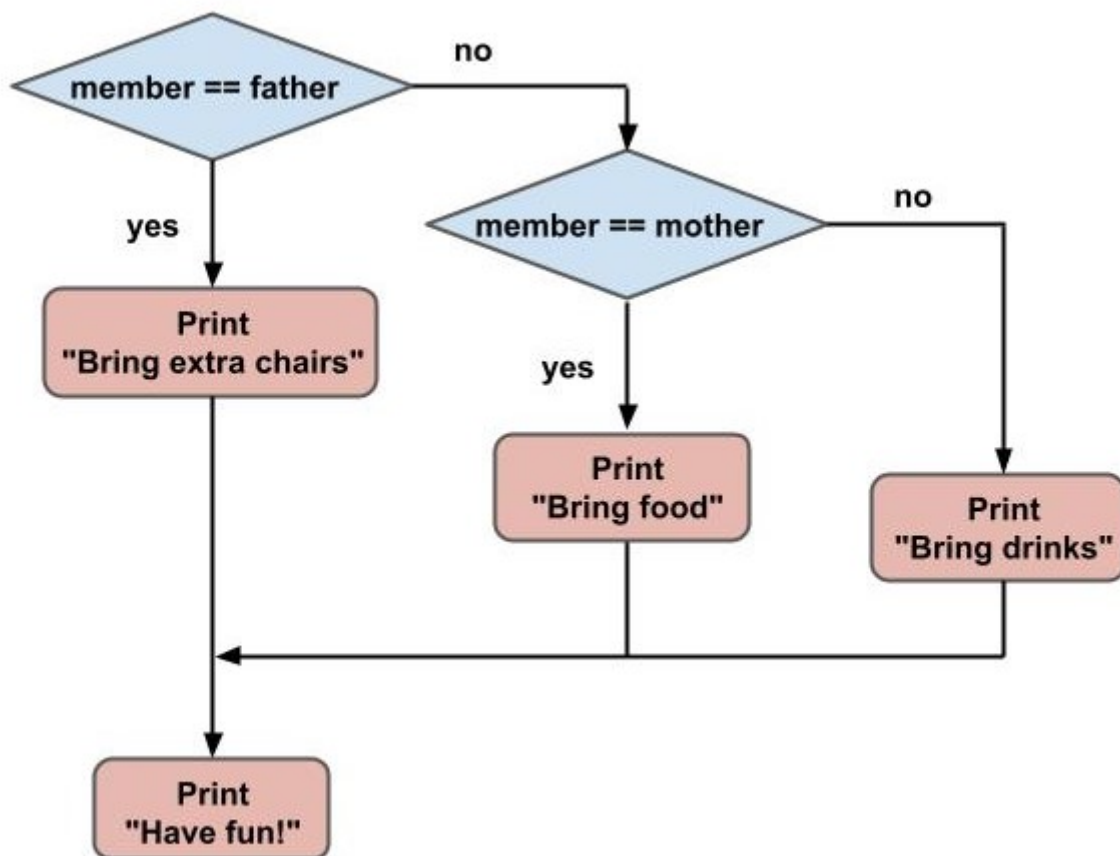 no
member == father
no
member == mother
yes
Print
"Bring extra chairs"
yes
Print
"Bring food"
Print
"Bring drinks"
Print
"Have fun!"